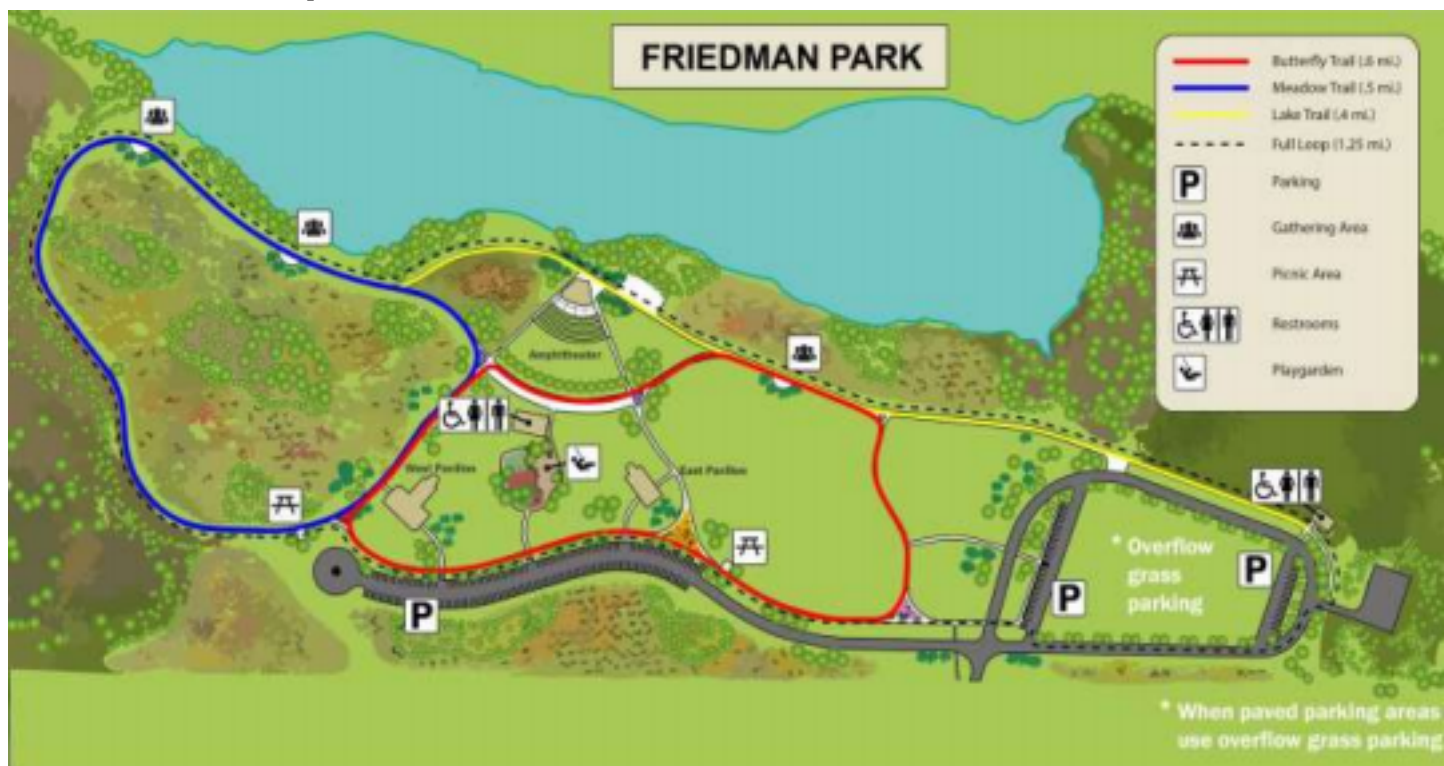 FRIEDMAN PARK
Butterfly Trail (.6 mi.)
Meadow Trail (.5 mi.)
Lake Trail (.4 mi.)
Full Loop (1.25 mi.)
P
Parking
Gathering Area
Picnic Area
Restrooms
Playgarden
Amphitheater
West Pavilion
East Pavilion
P
P
P
* Overflow
grass
parking
* When paved parking areas
use overflow grass parking